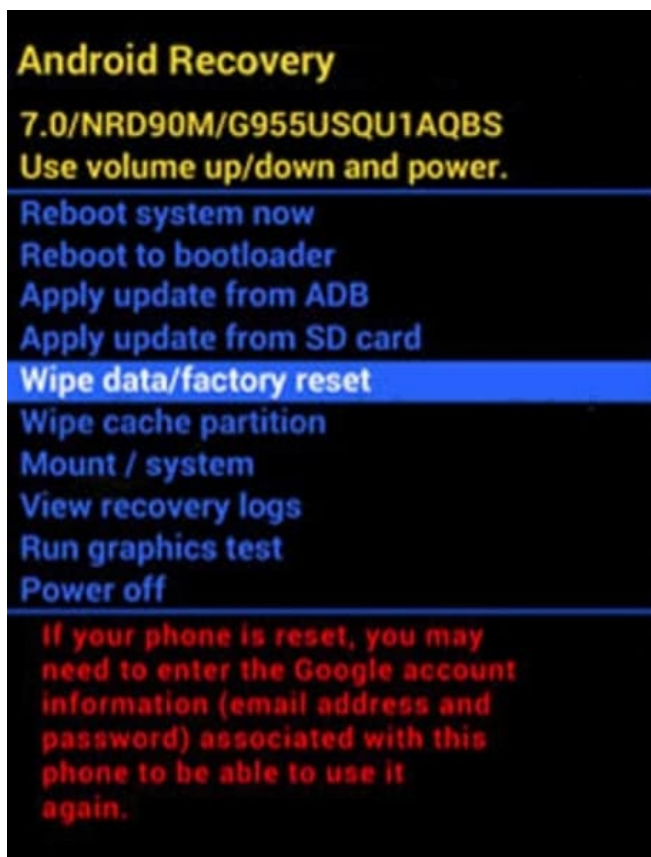 Android Recovery
7.0/NRD90M/G955USQU1AQBS
Use volume up/down and power.
Reboot system now
Reboot to bootloader
Apply update from ADB
Apply update from SD card
Wipe data/factory reset
Wipe cache partition
Mount / system
View recovery logs
Run graphics test
Power off
If your phone is reset, you may
need to enter the Google account
information (email address and
password) associated with this
phone to be able to use it
again.